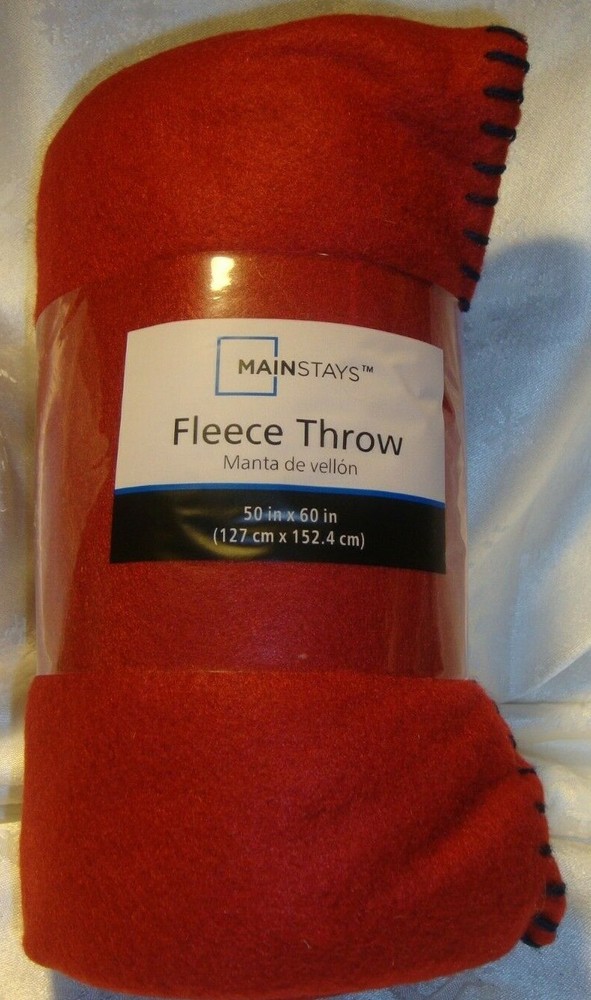 MAINSTAYS™
Fleece Throw
Manta de vellón
50 in x 60 in
(127 cm x 152.4 cm)